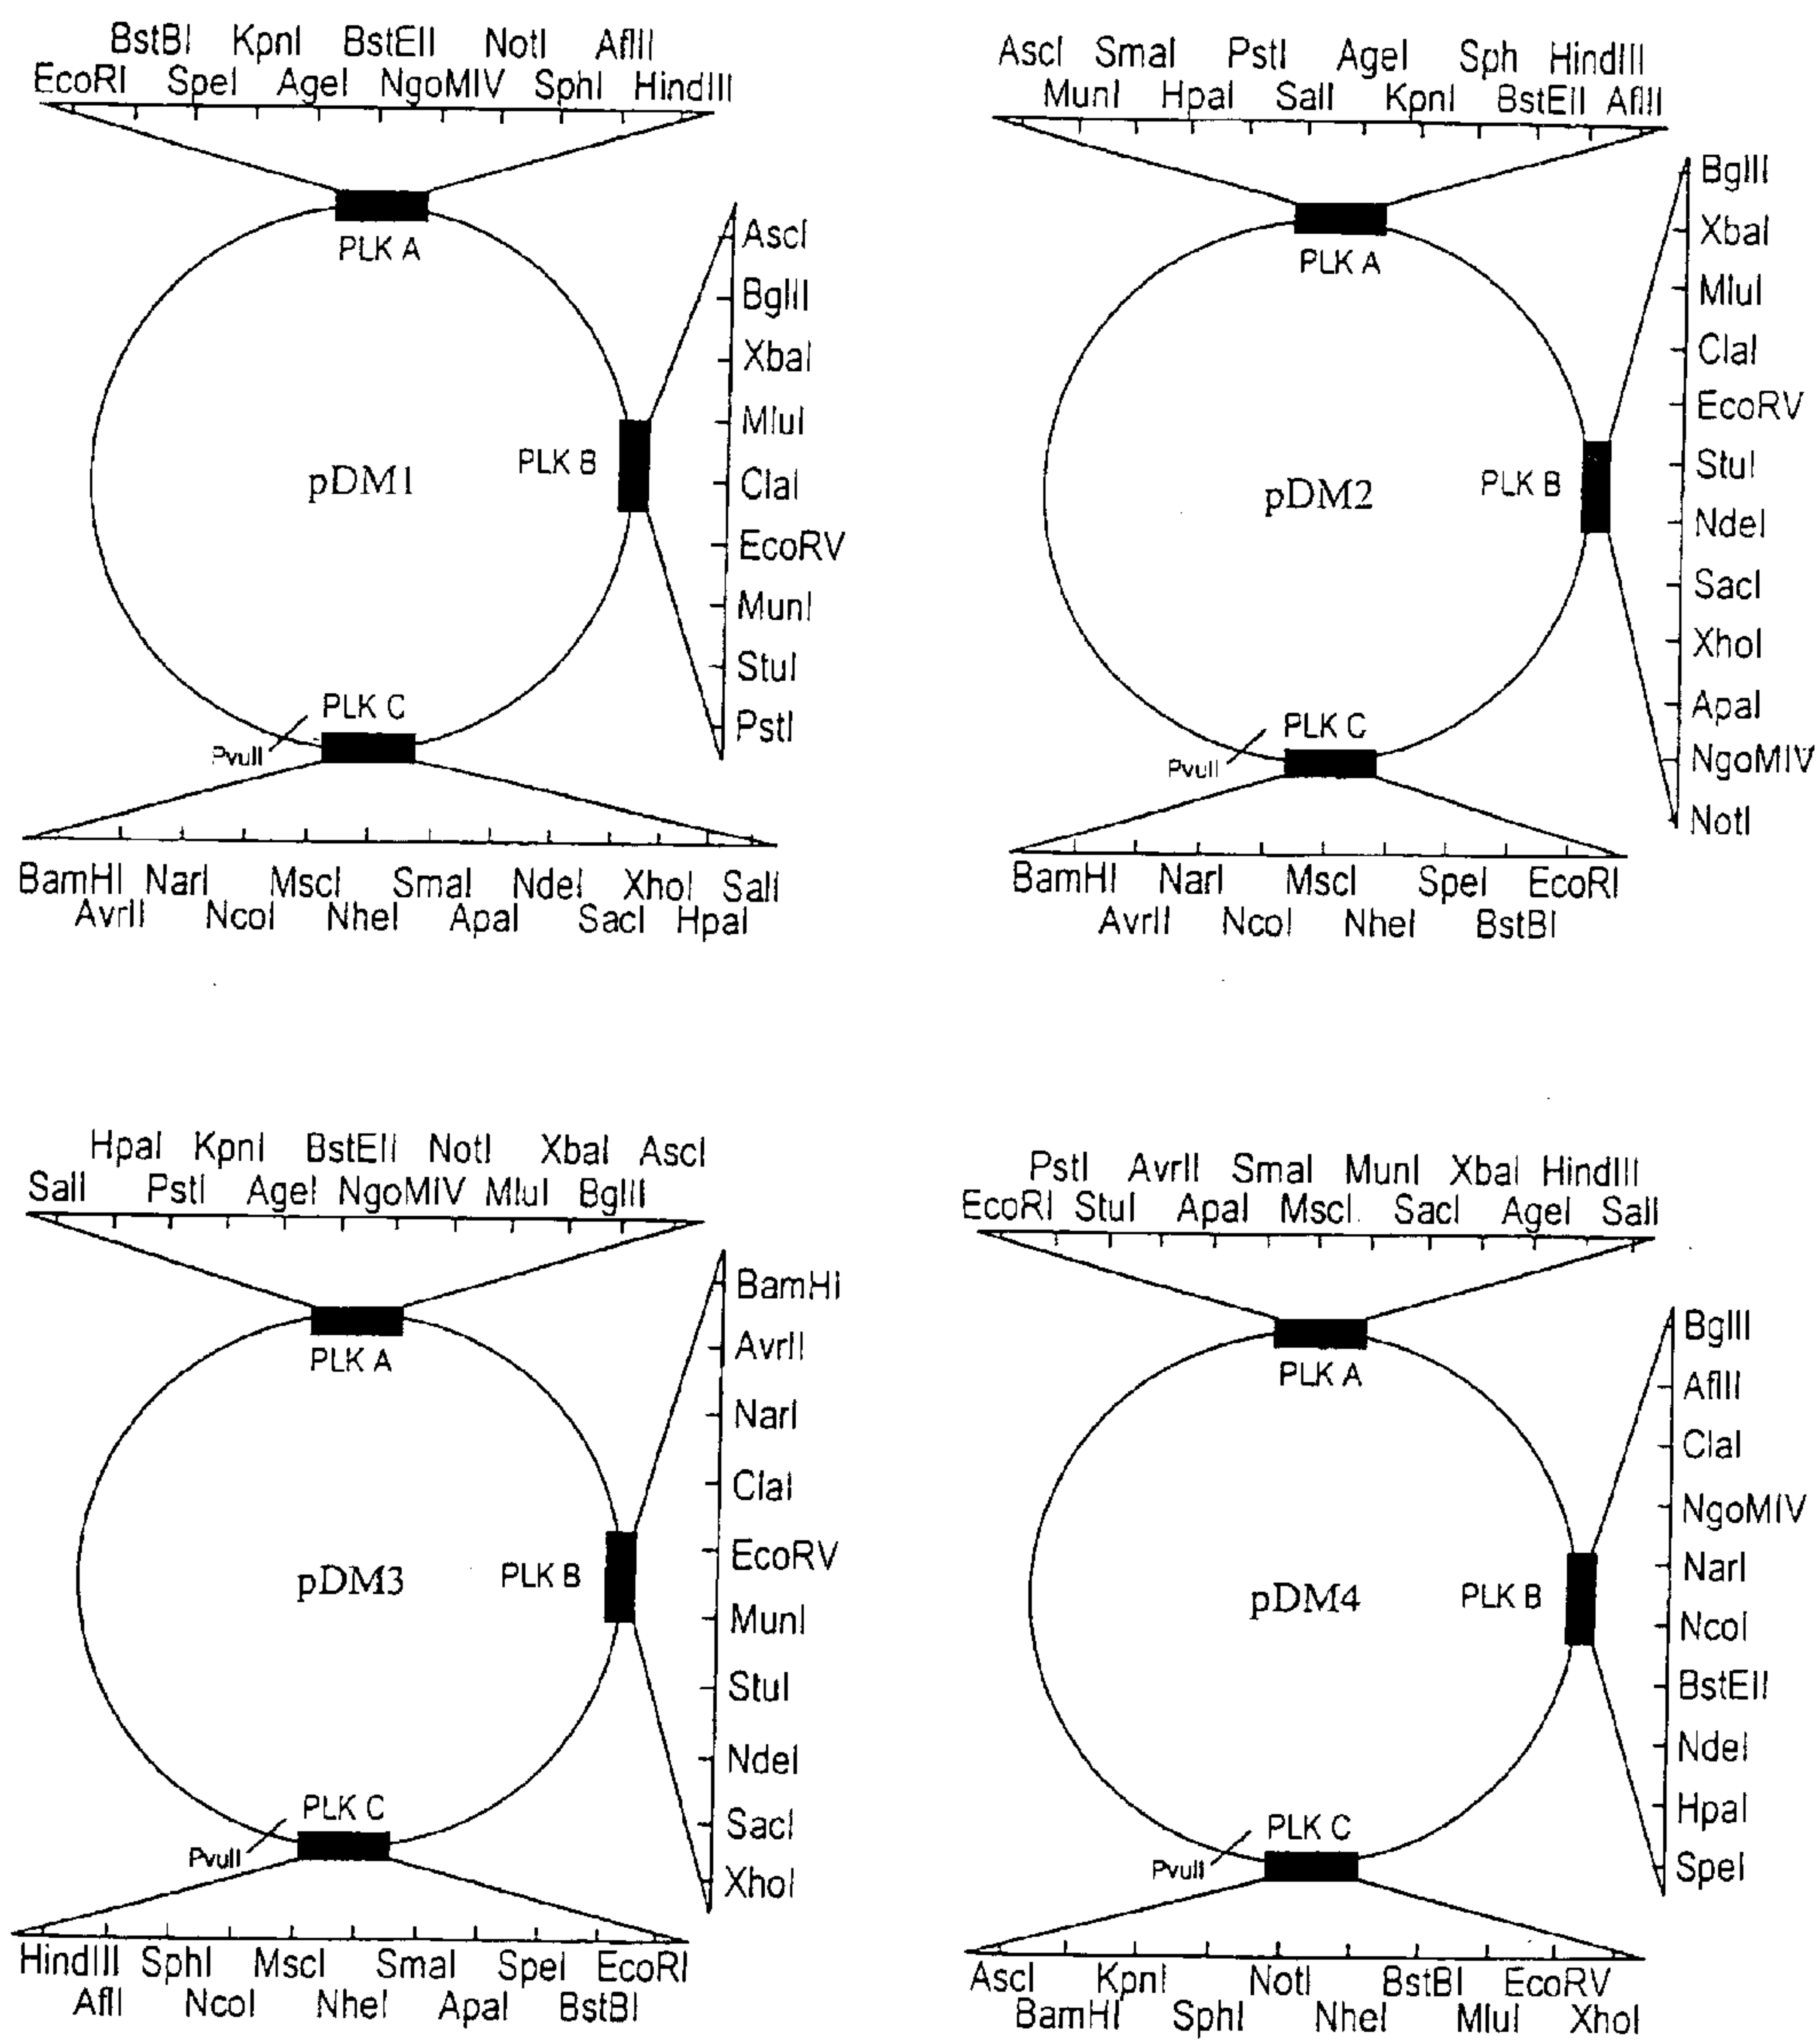 BstBI KpnI BstEII NotI AflII
EcoRI SpeI AgeI NgoMIV SphI HindIII
PLK A
AscI
BglII
XbaI
MluI
ClaI
EcoRV
MunI
StuI
PstI
PLK B
pDM1
PLK C
PvuII
BamHI NarI MscI SmaI NdeI XhoI SalI
AvrII NcoI NheI ApaI SacI HpaI
AscI SmaI PstI AgeI Sph HindIII
MunI HpaI SalI KpnI BstEII AflII
PLK A
BglII
XbaI
MluI
ClaI
EcoRV
StuI
NdeI
SacI
XhoI
ApaI
NgoMIV
NotI
PLK B
pDM2
PLK C
PvuII
BamHI NarI MscI SpeI EcoRI
AvrII NcoI NheI BstBI
HpaI KpnI BstEII NotI XbaI AscI
SalI PstI AgeI NgoMIV MluI BglII
PLK A
BamHi
AvrII
NarI
ClaI
EcoRV
MunI
StuI
NdeI
SacI
XhoI
PLK B
pDM3
PLK C
PvuII
HindIII SphI MscI SmaI SpeI EcoRI
AflI NcoI NheI ApaI BstBI
PstI AvrII SmaI MunI XbaI HindIII
EcoRI StuI ApaI MscI SacI AgeI SalI
PLK A
BglII
AflII
ClaI
NgoMIV
NarI
NcoI
BstEII
NdeI
HpaI
SpeI
PLK B
pDM4
PLK C
PvuII
AscI KpnI NotI BstBI EcoRV
BamHI SphI NheI MluI XhoI